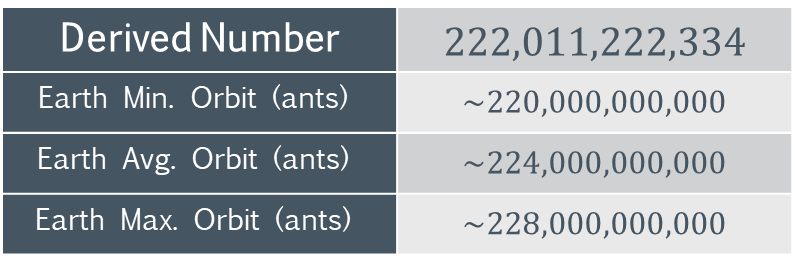 Derived Number 222,011,222,334
Earth Min. Orbit (ants) ~220,000,000,000
Earth Avg. Orbit (ants) ~224,000,000,000
Earth Max. Orbit (ants) ~228,000,000,000